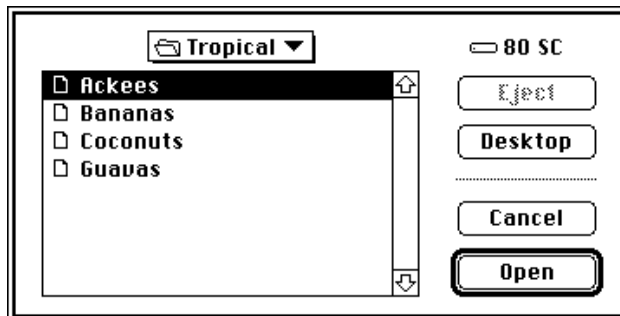 Tropical
80 SC
Ackees
Bananas
Coconuts
Guavas
Eject
Desktop
Cancel
Open